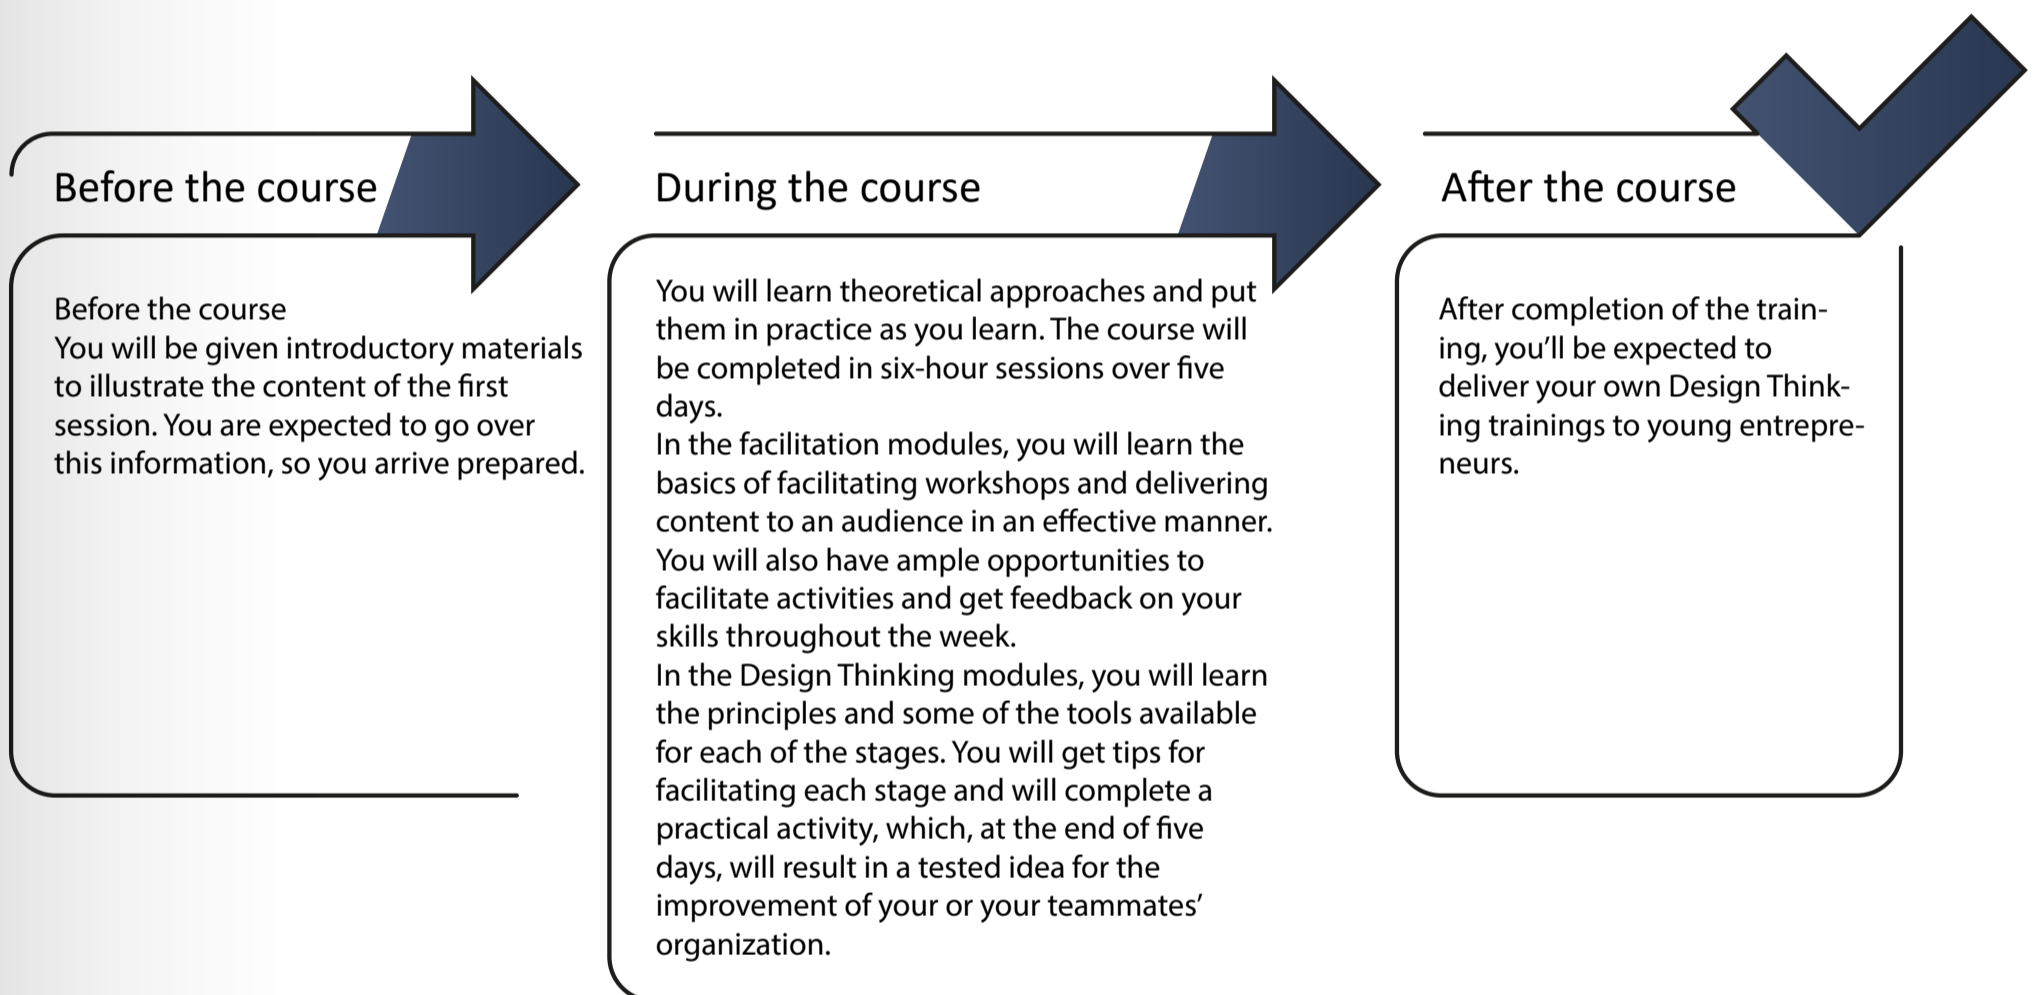 Before the course
Before the course
You will be given introductory materials
to illustrate the content of the first
session. You are expected to go over
this information, so you arrive prepared.
During the course
You will learn theoretical approaches and put
them in practice as you learn. The course will
be completed in six-hour sessions over five
days.
In the facilitation modules, you will learn the
basics of facilitating workshops and delivering
content to an audience in an effective manner.
You will also have ample opportunities to
facilitate activities and get feedback on your
skills throughout the week.
In the Design Thinking modules, you will learn
the principles and some of the tools available
for each of the stages. You will get tips for
facilitating each stage and will complete a
practical activity, which, at the end of five
days, will result in a tested idea for the
improvement of your or your teammates’
organization.
After the course
After completion of the train-
ing, you’ll be expected to
deliver your own Design Think-
ing trainings to young entrepre-
neurs.